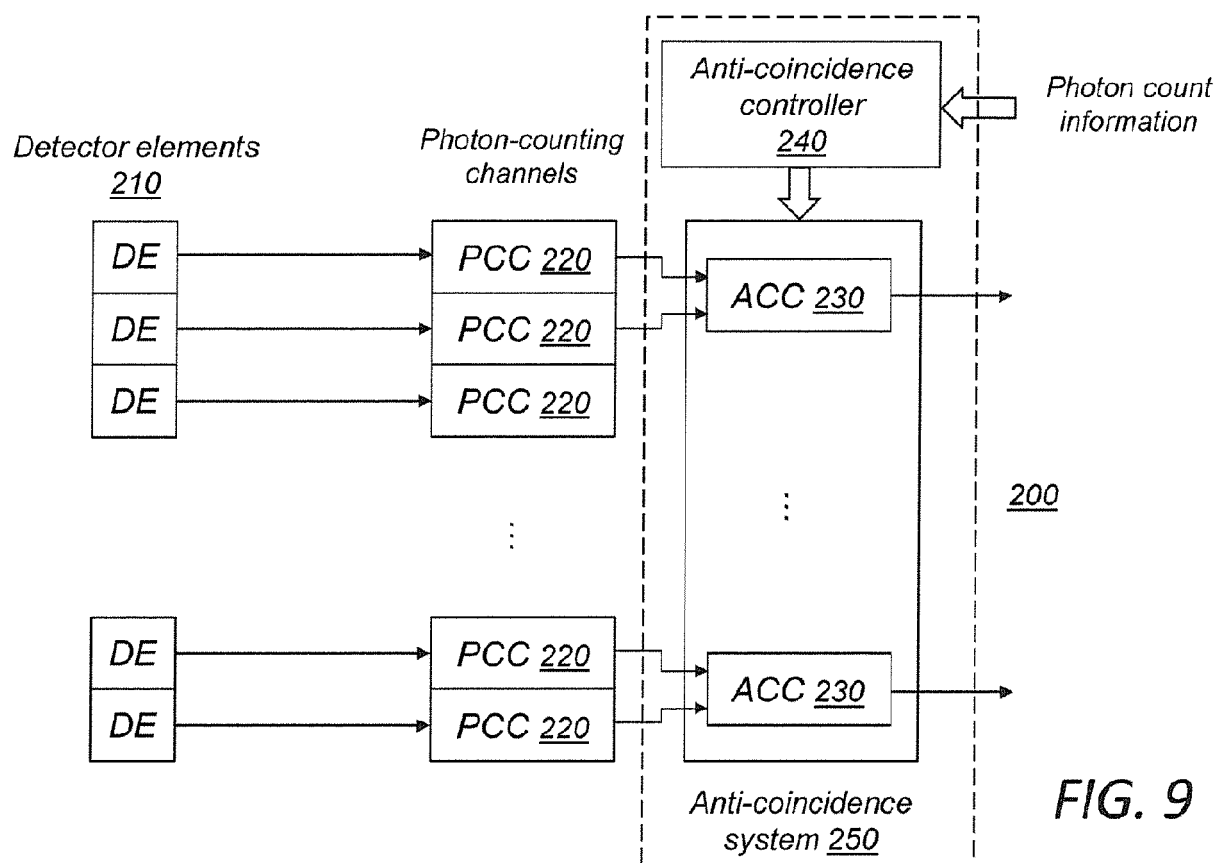 Anti-coincidence
controller
240
Photon count
information
Detector elements
210
Photon-counting
channels
DE
PCC 220
ACC 230
DE
PCC 220
DE
PCC 220
200
DE
PCC 220
ACC 230
DE
PCC 220
Anti-coincidence
system 250
FIG. 9